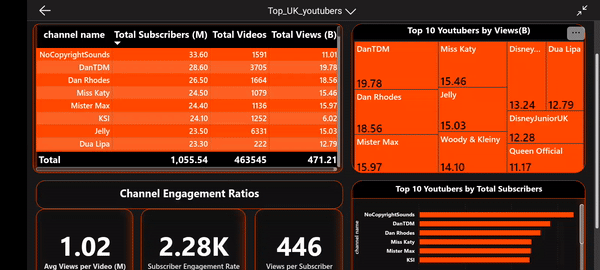 Top_UK_youtubers
channel name Total Subscribers (M) Total Videos Total Views (B)
NoCopyrightSounds 33.60 1591 11.01
DanTDM 28.60 3705 19.78
Dan Rhodes 26.50 1664 18.56
Miss Katy 24.50 1079 15.46
Mister Max 24.40 1136 15.97
KSI 24.10 1252 6.02
Jelly 23.50 6331 15.03
Dua Lipa 23.30 222 12.79
Total 1,055.54 463545 471.21
Top 10 Youtubers by Views(B)
DanTDM
19.78
Dan Rhodes
18.56
Mister Max
15.97
Miss Katy
15.46
Jelly
15.03
Woody & Kleiny
14.10
Disney...
13.24
Dua Lipa
12.79
DisneyJuniorUK
12.28
Queen Official
11.17
Channel Engagement Ratios
1.02
Avg Views per Video (M)
2.28K
Subscriber Engagement Rate
446
Views per Subscriber
Top 10 Youtubers by Total Subscribers
channel name
NoCopyrightSounds
DanTDM
Dan Rhodes
Miss Katy
Mister Max
KSI